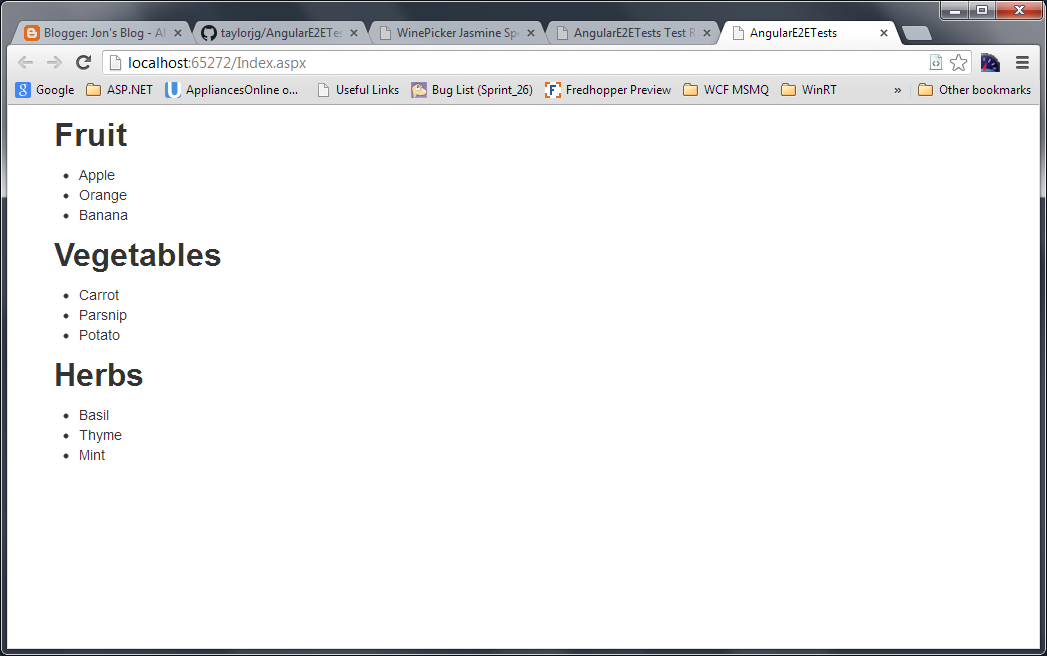 Blogger: Jon's Blog - Al
taylorjg/AngularE2ETes
WinePicker Jasmine Spe
AngularE2ETests Test R
AngularE2ETests
localhost:65272/Index.aspx
Google
ASP.NET
AppliancesOnline o...
Useful Links
Bug List (Sprint_26)
Fredhopper Preview
WCF MSMQ
WinRT
»
Other bookmarks
Fruit
• Apple
• Orange
• Banana
Vegetables
• Carrot
• Parsnip
• Potato
Herbs
• Basil
• Thyme
• Mint